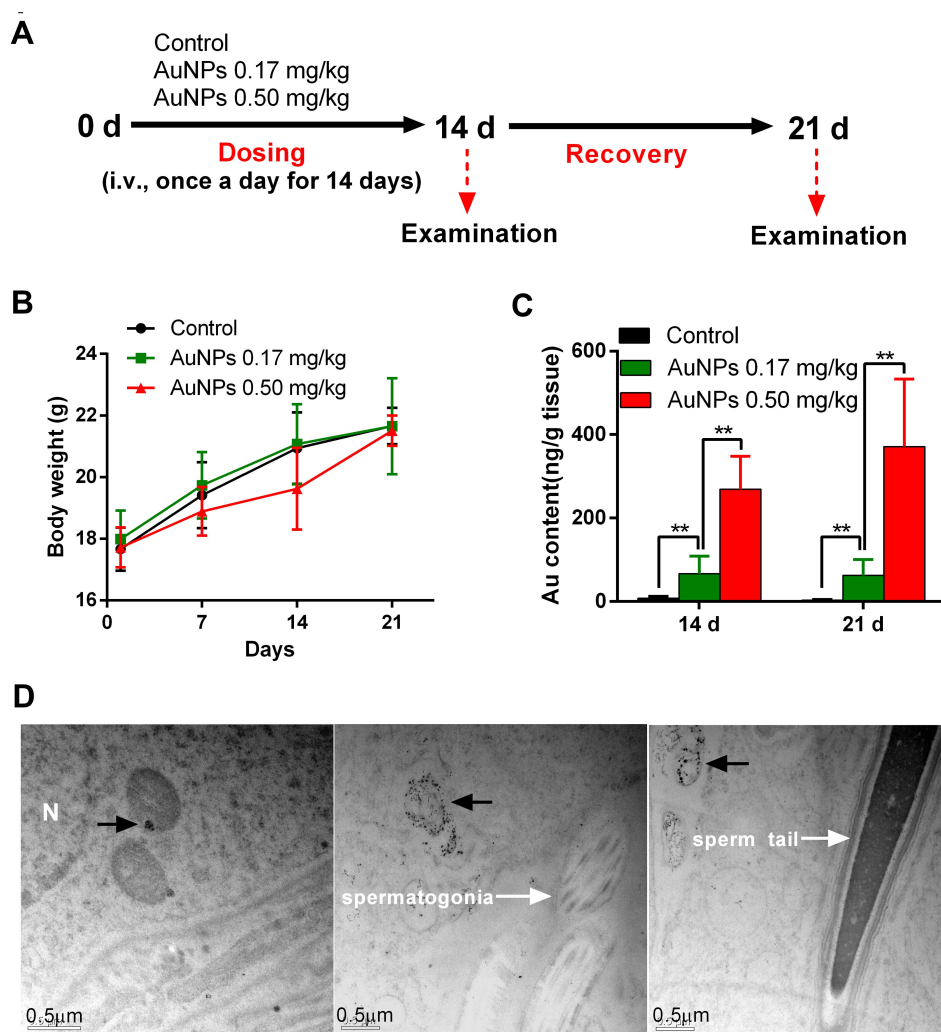 A
Control
AuNPs 0.17 mg/kg
AuNPs 0.50 mg/kg
0 d
14 d
21 d
Dosing
Recovery
(i.v., once a day for 14 days)
Examination
Examination
B
Control
AuNPs 0.17 mg/kg
AuNPs 0.50 mg/kg
Body weight (g)
24
22
20
18
16
0
7
14
21
Days
C
Control
AuNPs 0.17 mg/kg
AuNPs 0.50 mg/kg
Au content(ng/g tissue)
600
400
200
0
**
**
**
**
14 d
21 d
D
N
0.5μm
spermatogonia
0.5μm
sperm tail
0.5μm